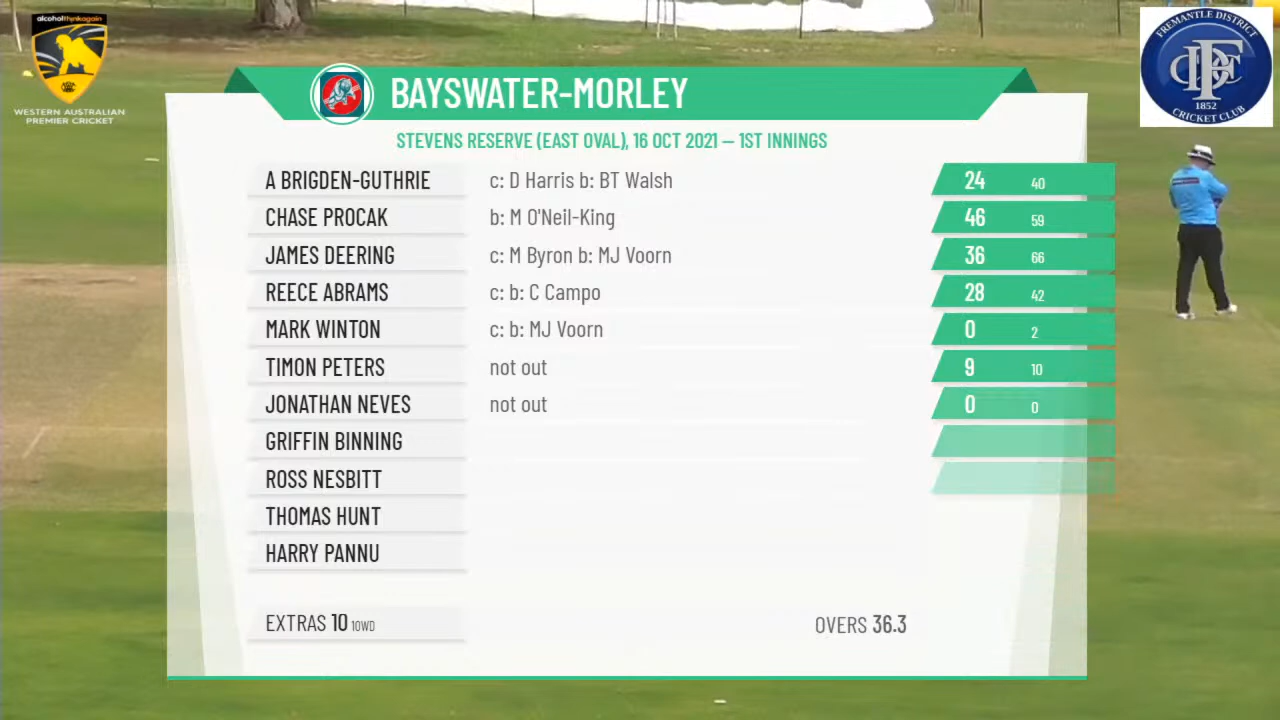 alcoholthinkagain
WESTERN AUSTRALIAN
PREMIER CRICKET
FREMANTLE DISTRICT
CRICKET CLUB
1852
BAYSWATER-MORLEY
STEVENS RESERVE (EAST OVAL), 16 OCT 2021 – 1ST INNINGS
A BRIGDEN-GUTHRIE c: D Harris b: BT Walsh 24 40
CHASE PROCAK b: M O'Neil-King 46 59
JAMES DEERING c: M Byron b: MJ Voorn 36 66
REECE ABRAMS c: b: C Campo 28 42
MARK WINTON c: b: MJ Voorn 0 2
TIMON PETERS not out 9 10
JONATHAN NEVES not out 0 0
GRIFFIN BINNING
ROSS NESBITT
THOMAS HUNT
HARRY PANNU
EXTRAS 10 10WD OVERS 36.3